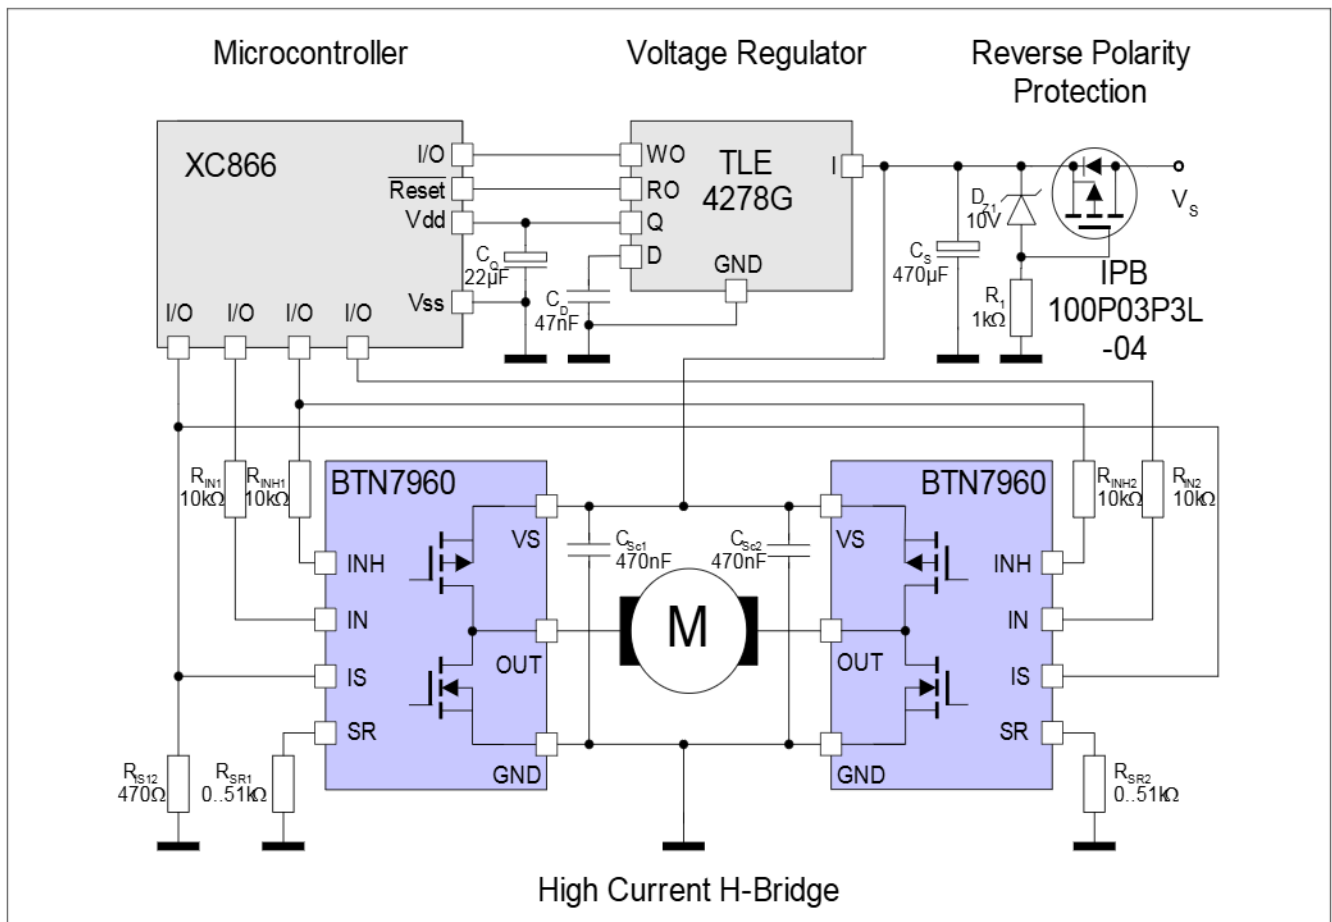 Microcontroller
Voltage Regulator
Reverse Polarity
Protection
XC866
I/O
Reset
Vdd
Vss
I/O
I/O
I/O
I/O
C_Q
22µF
C_D
47nF
WO
RO
Q
D
TLE
4278G
I
GND
C_S
470µF
D_Z1
10V
R_1
1kΩ
V_S
IPB
100P03P3L
-04
R_IN1
10kΩ
R_INH1
10kΩ
BTN7960
VS
INH
IN
IS
SR
OUT
GND
C_Sc1
470nF
C_Sc2
470nF
M
BTN7960
VS
INH
IN
IS
SR
OUT
GND
R_INH2
10kΩ
R_IN2
10kΩ
R_IS12
470Ω
R_SR1
0..51kΩ
R_SR2
0..51kΩ
High Current H-Bridge